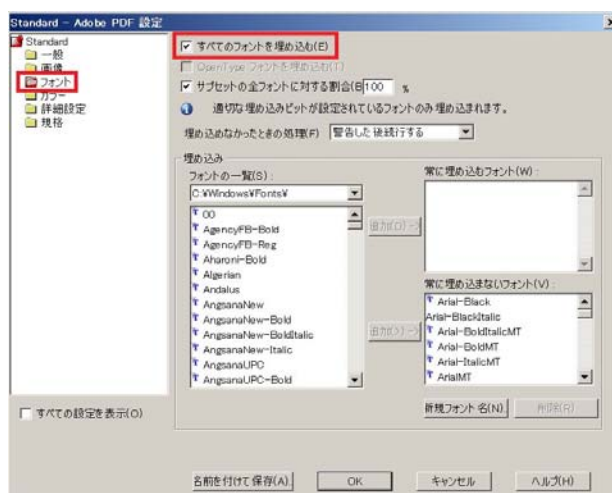 Standard - Adobe PDF 設定
Standard
一般
画像
フォント
カラー
詳細設定
規格
すべての設定を表示(O)
すべてのフォントを埋め込む(E)
OpenType フォントを埋め込む(T)
サブセットの全フォントに対する割合(B 100 %
適切な埋め込みビットが設定されているフォントのみ埋め込まれます。
埋め込めなかったときの処理(F) 警告した後続行する
埋め込み
フォントの一覧(S) :
C:¥Windows¥Fonts¥
OO
AgencyFB-Bold
AgencyFB-Reg
Aharoni-Bold
Algerian
Andalus
AngsanaNew
AngsanaNew-Bold
AngsanaNew-BoldItalic
AngsanaNew-Italic
AngsanaUPC
AngsanaUPC-Bold
常に埋め込むフォント(W) :
常に埋め込まないフォント(V) :
Arial-Black
Arial-BlackItalic
Arial-BoldItalicMT
Arial-BoldMT
Arial-ItalicMT
ArialMT
新規フォント名(N)
削除(R)
名前を付けて保存(A)
OK
キャンセル
ヘルプ(H)